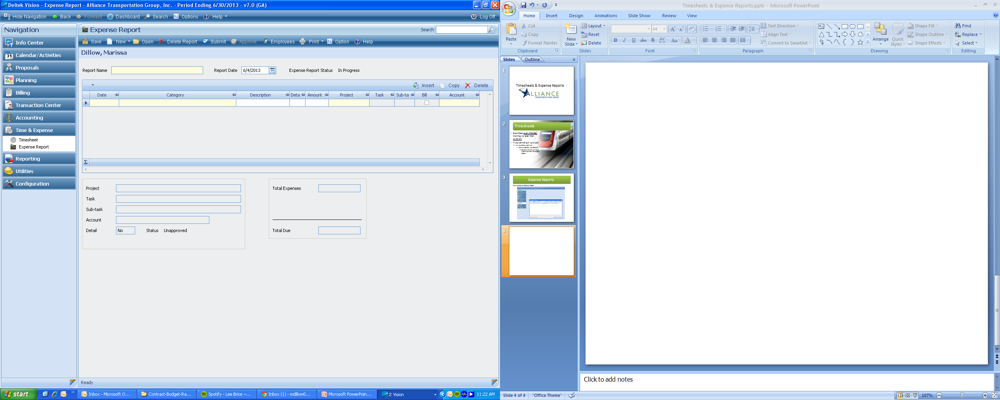 Deltek Vision - Expense Report - Alliance Transportation Group, Inc. - Period Ending 6/30/2013 - v7.0 (GA)
Hide Navigation Back Forward Dashboard Search Options Help Log Off
Navigation
Info Center
Calendar/Activities
Proposals
Planning
Billing
Transaction Center
Accounting
Time & Expense
Timesheet
Expense Report
Reporting
Utilities
Configuration
Expense Report Search
Save New Open Delete Report Submit Approve Employees Print Option Help
Dillow, Marissa
Report Name Report Date 6/4/2013 Expense Report Status In Progress
Insert Copy Delete
Date Category Description Deta Amount Project Task Sub-ta Bill Account
Project
Task
Sub-task
Account
Detail No Status Unapproved
Total Expenses
Total Due
Ready
start Inbox - Microsoft O... Contract-Budget-Ra... Spotify - Lee Brice –... Inbox (1) - mdillow0... Microsoft PowerPoin... 2 Vision 11:22 AM
Timesheets & Expense Reports.pptx - Microsoft PowerPoint
Home Insert Design Animations Slide Show Review View
Paste Cut Copy Format Painter
Clipboard
New Slide Layout Reset Delete
Slides
44
Font
Text Direction
Align Text
Convert to SmartArt
Paragraph
Arrange Quick Styles Shape Fill Shape Outline Shape Effects
Drawing
Find
Replace
Select
Editing
Slides Outline
1
Timesheets & Expense Reports
ALLIANCE
TRANSPORTATION GROUP
2
Timesheets
Submitted every Monday
morning no later than
10:00 AM
If you cannot pull up a job:
3
Expense Reports
How to Make an Expense Report
4
Click to add notes
Slide 4 of 4 "Office Theme" 107%